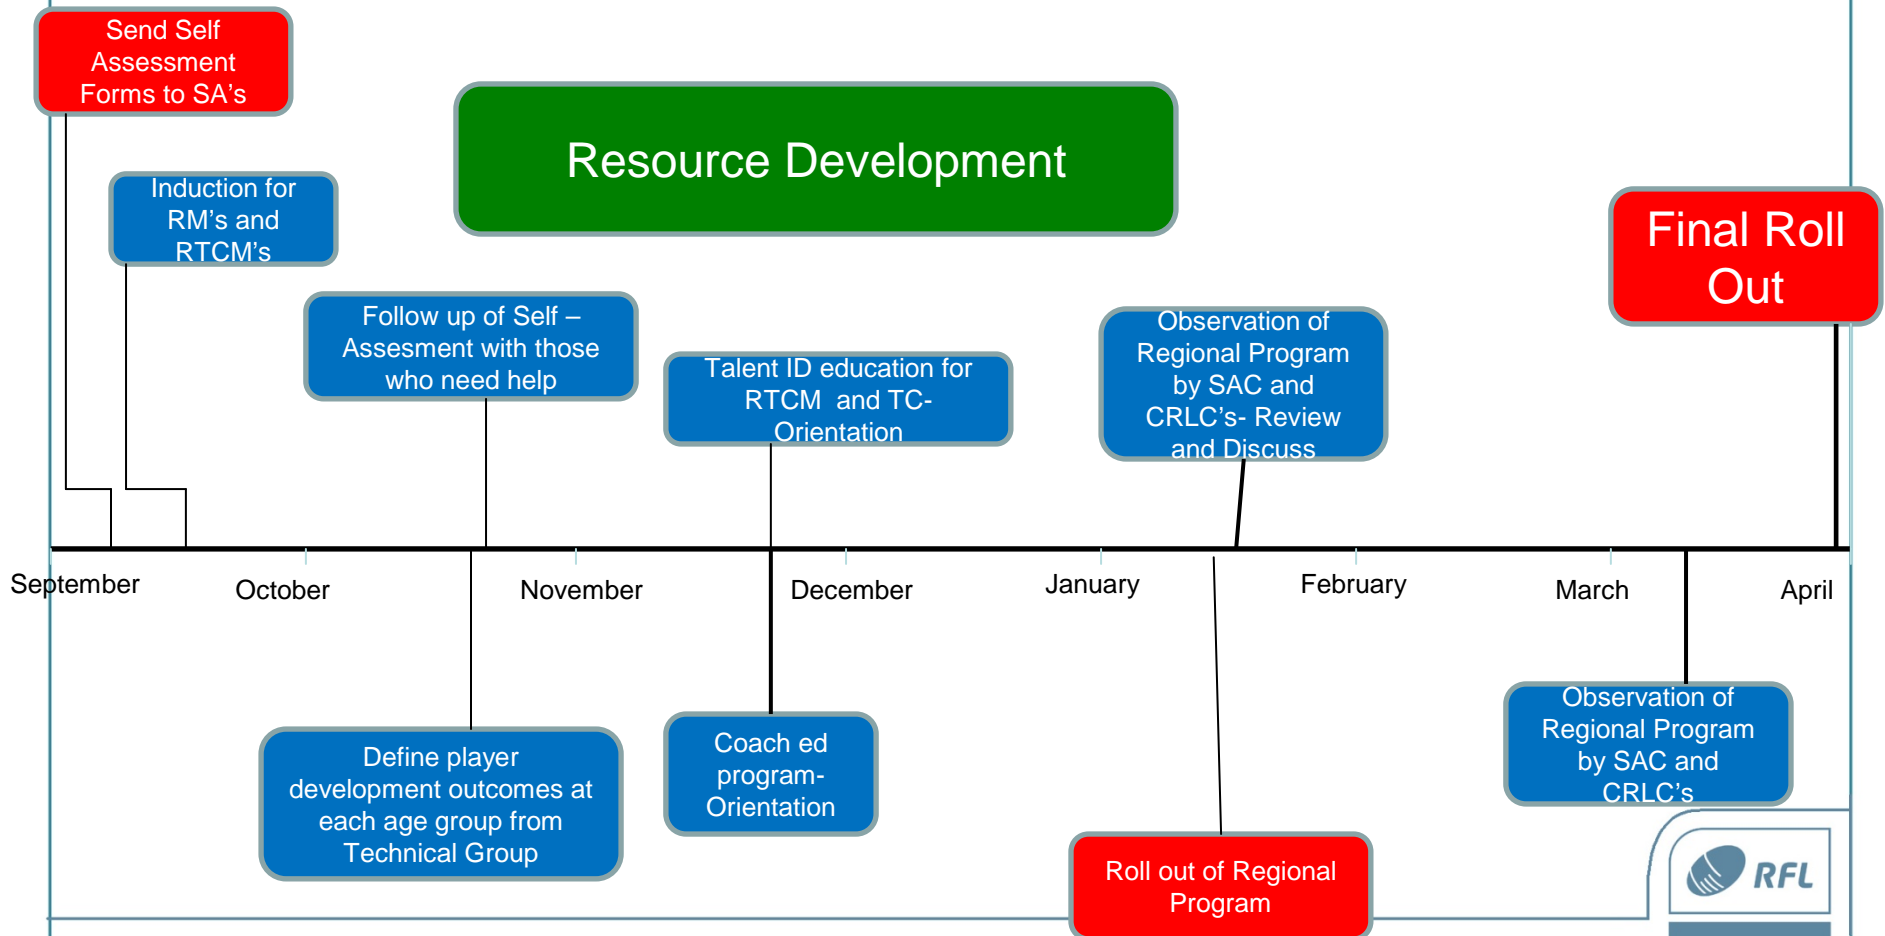 Send Self
Assessment
Forms to SA's
Resource Development
Induction for
RM's and
RTCM's
Final Roll
Out
Follow up of Self –
Assesment with those
who need help
Talent ID education for
RTCM  and TC-
Orientation
Observation of
Regional Program
by SAC and
CRLC's- Review
and Discuss
September
October
November
December
January
February
March
April
Define player
development outcomes at
each age group from
Technical Group
Coach ed
program-
Orientation
Roll out of Regional
Program
Observation of
Regional Program
by SAC and
CRLC's
RFL